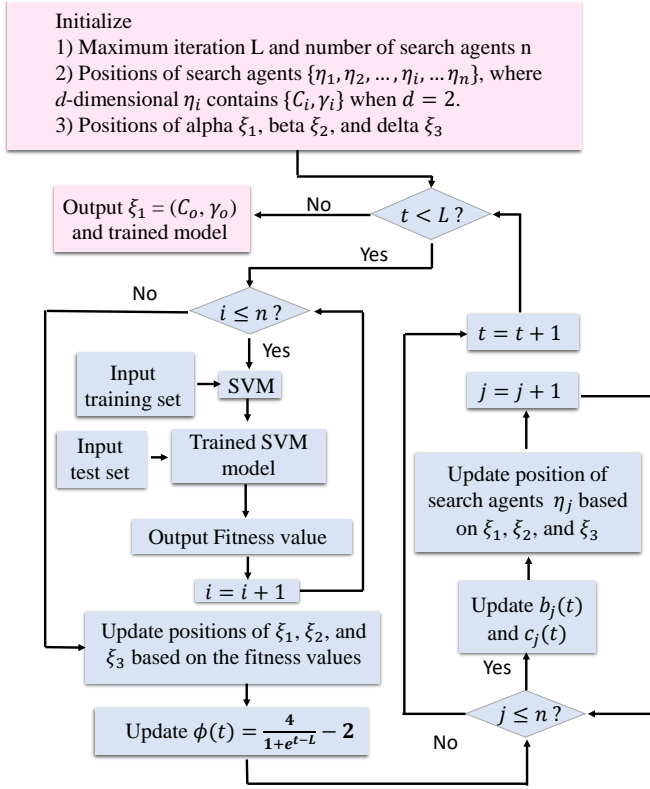 Initialize
1) Maximum iteration L and number of search agents n
2) Positions of search agents {η₁, η₂, …, ηᵢ, … ηₙ}, where
d-dimensional ηᵢ contains {Cᵢ, γᵢ} when d = 2.
3) Positions of alpha ξ₁, beta ξ₂, and delta ξ₃
Output ξ₁ = (Cₒ, γₒ)
and trained model
No
t < L ?
Yes
No
i ≤ n ?
Yes
Input
training set
SVM
Input
test set
Trained SVM
model
Output Fitness value
i = i + 1
Update positions of ξ₁, ξ₂, and
ξ₃ based on the fitness values
Update ϕ(t) = 4/(1+e^{t−L}) − 2
t = t + 1
j = j + 1
Update position of
search agents ηⱼ based
on ξ₁, ξ₂, and ξ₃
Update bⱼ(t)
and cⱼ(t)
Yes
j ≤ n ?
No